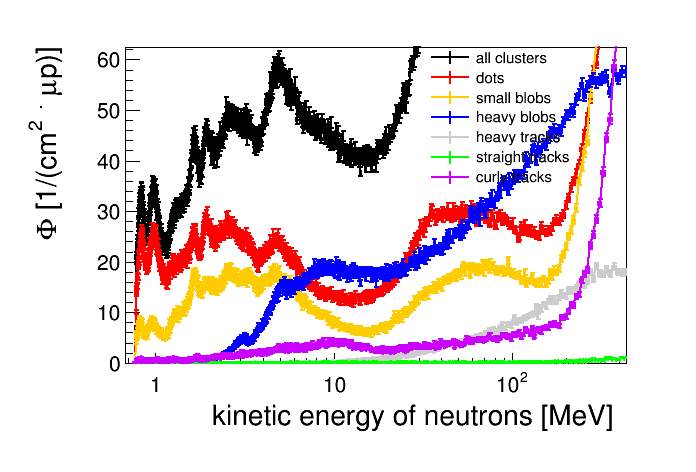 Φ [1/(cm² · μp)]
60
50
40
30
20
10
0
all clusters
dots
small blobs
heavy blobs
heavy tracks
straight tracks
curly tracks
1 10 10²
kinetic energy of neutrons [MeV]